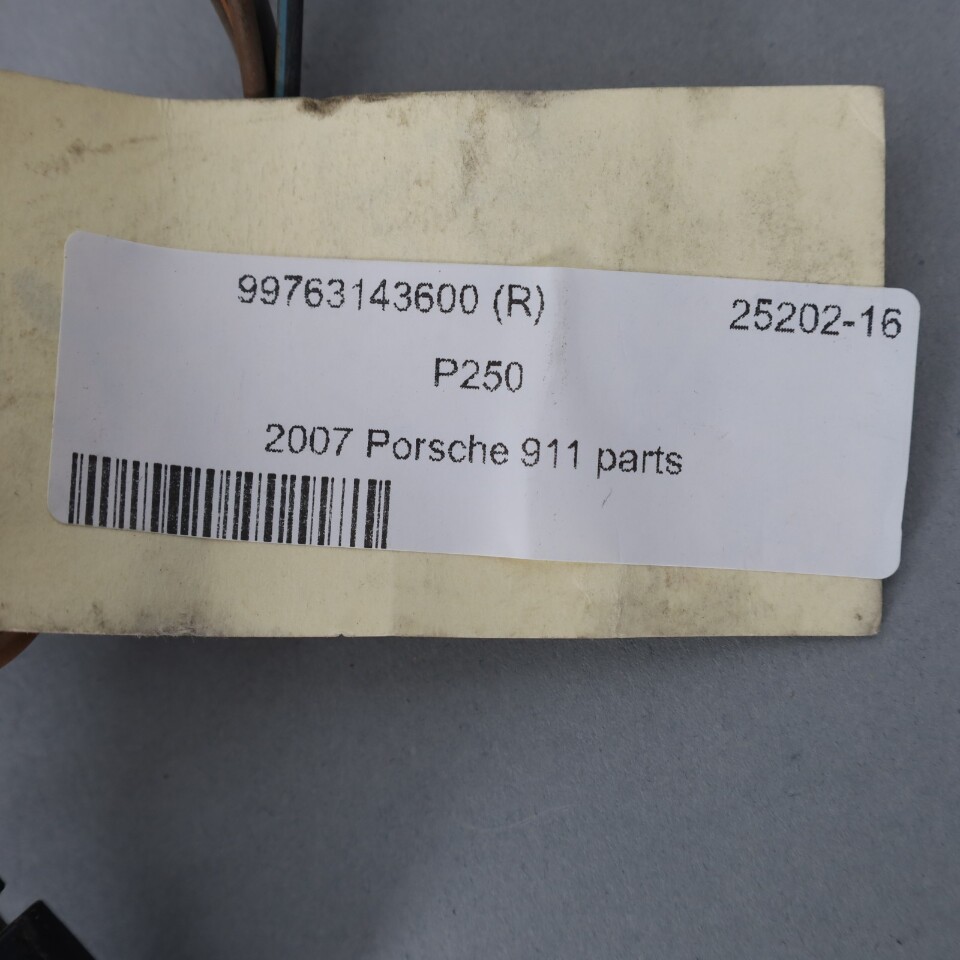 99763143600 (R) 25202-16
P250
2007 Porsche 911 parts